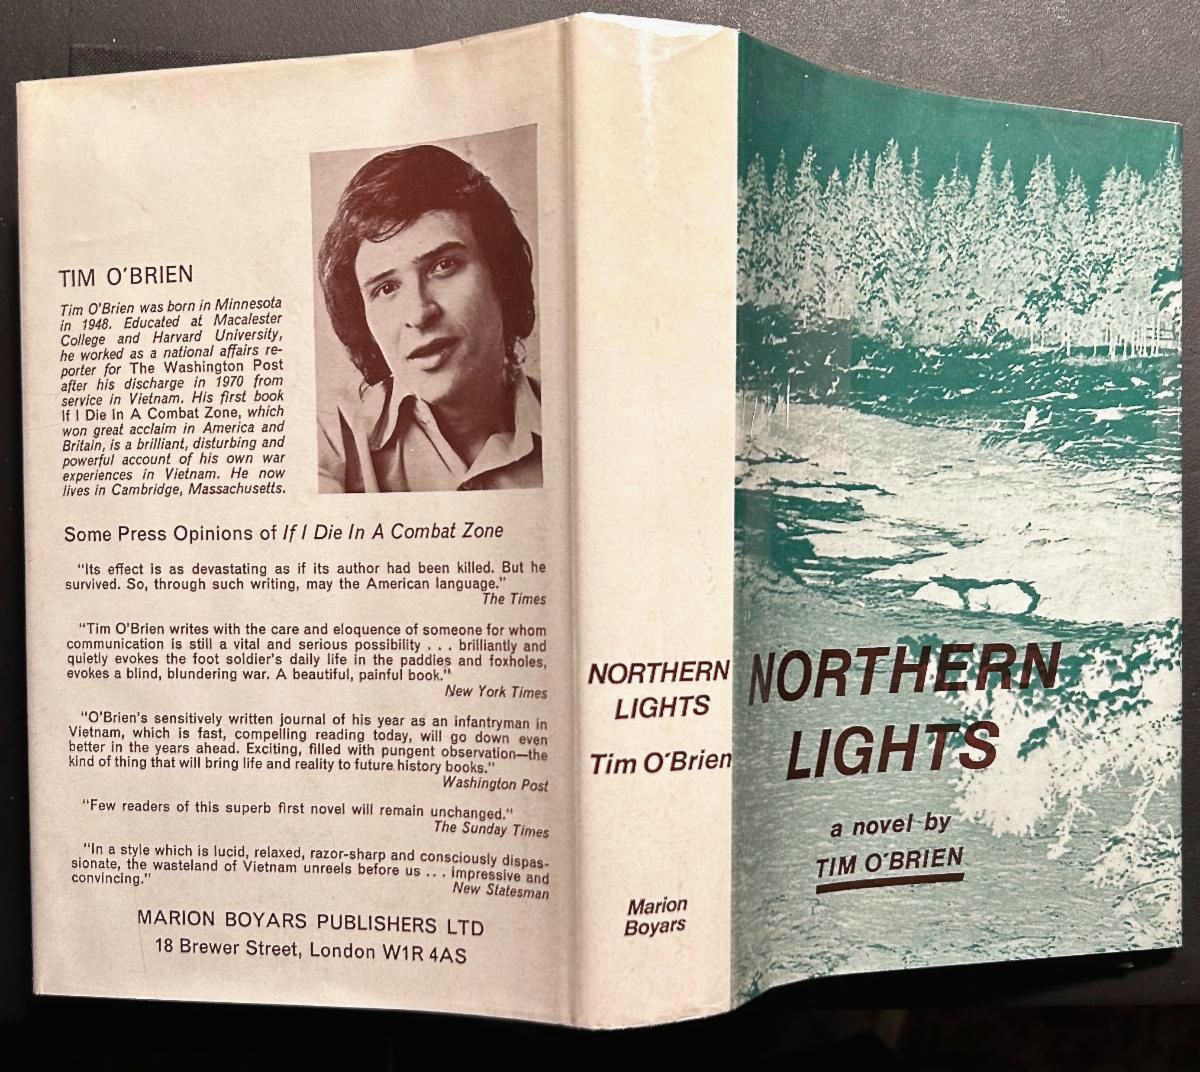 TIM O'BRIEN
Tim O'Brien was born in Minnesota
in 1948. Educated at Macalester
College and Harvard University,
he worked as a national affairs re-
porter for The Washington Post
after his discharge in 1970 from
service in Vietnam. His first book
If I Die In A Combat Zone, which
won great acclaim in America and
Britain, is a brilliant, disturbing and
powerful account of his own war
experiences in Vietnam. He now
lives in Cambridge, Massachusetts.
Some Press Opinions of If I Die In A Combat Zone
"Its effect is as devastating as if its author had been killed. But he
survived. So, through such writing, may the American language."
The Times
"Tim O'Brien writes with the care and eloquence of someone for whom
communication is still a vital and serious possibility . . . brilliantly and
quietly evokes the foot soldier's daily life in the paddies and foxholes,
evokes a blind, blundering war. A beautiful, painful book."
New York Times
"O'Brien's sensitively written journal of his year as an infantryman in
Vietnam, which is fast, compelling reading today, will go down even
better in the years ahead. Exciting, filled with pungent observation—the
kind of thing that will bring life and reality to future history books."
Washington Post
"Few readers of this superb first novel will remain unchanged."
The Sunday Times
"In a style which is lucid, relaxed, razor-sharp and consciously dispas-
sionate, the wasteland of Vietnam unreels before us . . . impressive and
convincing."
New Statesman
MARION BOYARS PUBLISHERS LTD
18 Brewer Street, London W1R 4AS
NORTHERN
LIGHTS
Tim O'Brien
Marion
Boyars
NORTHERN
LIGHTS
a novel by
TIM O'BRIEN